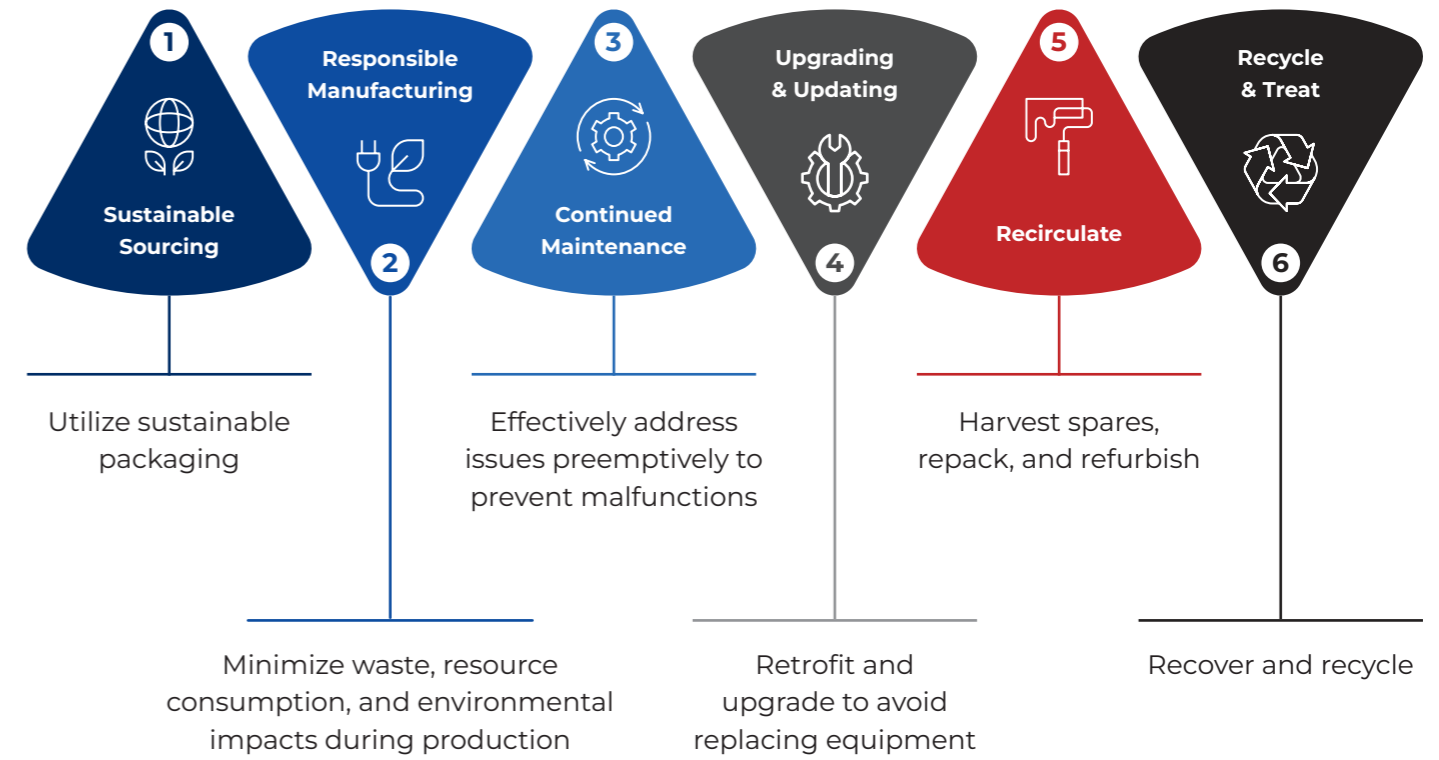 1
Sustainable
Sourcing
Utilize sustainable
packaging
Responsible
Manufacturing
2
Minimize waste, resource
consumption, and environmental
impacts during production
3
Continued
Maintenance
Effectively address
issues preemptively to
prevent malfunctions
Upgrading
& Updating
4
Retrofit and
upgrade to avoid
replacing equipment
5
Recirculate
Harvest spares,
repack, and refurbish
Recycle
& Treat
6
Recover and recycle